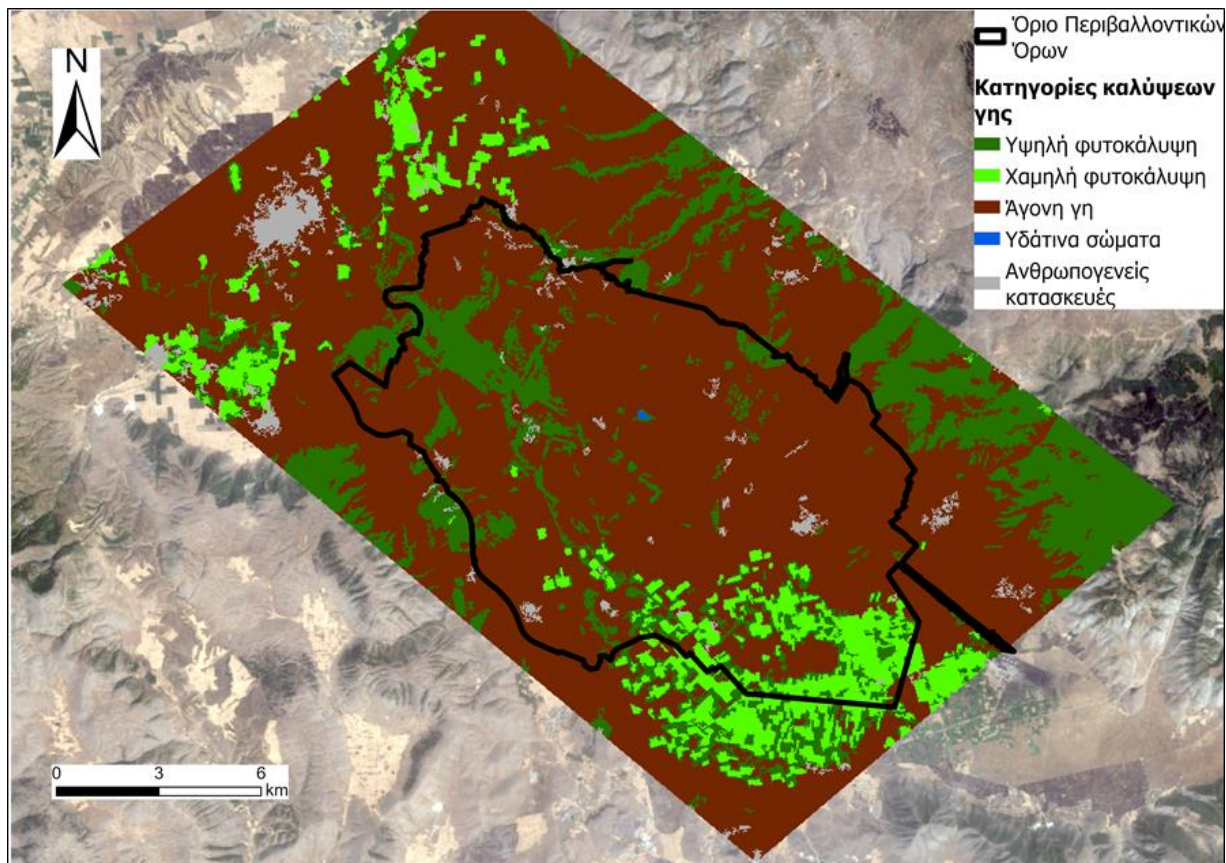 N
Όριο Περιβαλλοντικών
Όρων
Κατηγορίες καλύψεων
γης
Υψηλή φυτοκάλυψη
Χαμηλή φυτοκάλυψη
Άγονη γη
Υδάτινα σώματα
Ανθρωπογενείς
κατασκευές
0 3 6
km